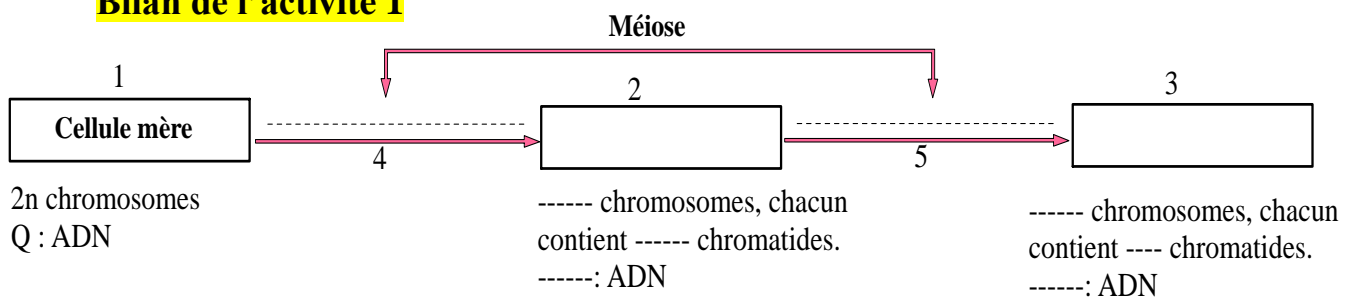 Bilan de l'activité 1
Méiose
1
2
3
Cellule mère
----------------------------
----------------------------
4
5
2n chromosomes
Q : ADN
------ chromosomes, chacun
contient ------ chromatides.
------: ADN
------ chromosomes, chacun
contient ---- chromatides.
------: ADN